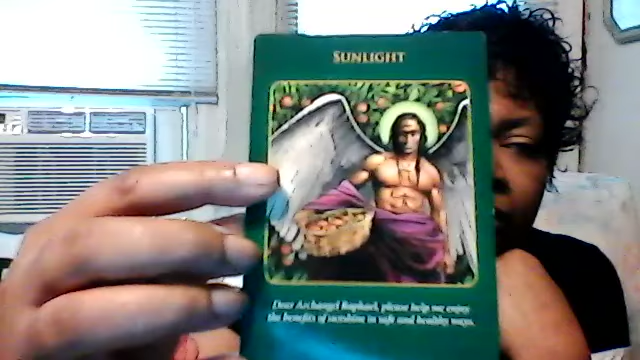 SUNLIGHT
Dear Archangel Raphael, please help me enjoy
the benefits of sunshine in safe and healthy ways.